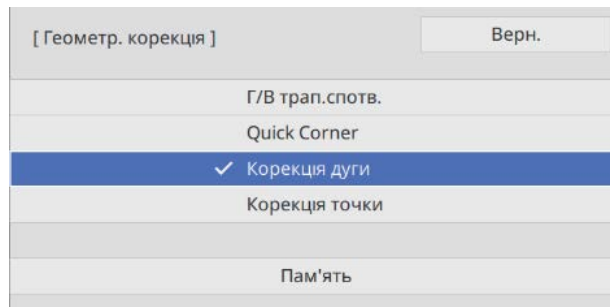 [ Геометр. корекція ]
Верн.
Г/В трап.спотв.
Quick Corner
Корекція дуги
Корекція точки
Пам'ять